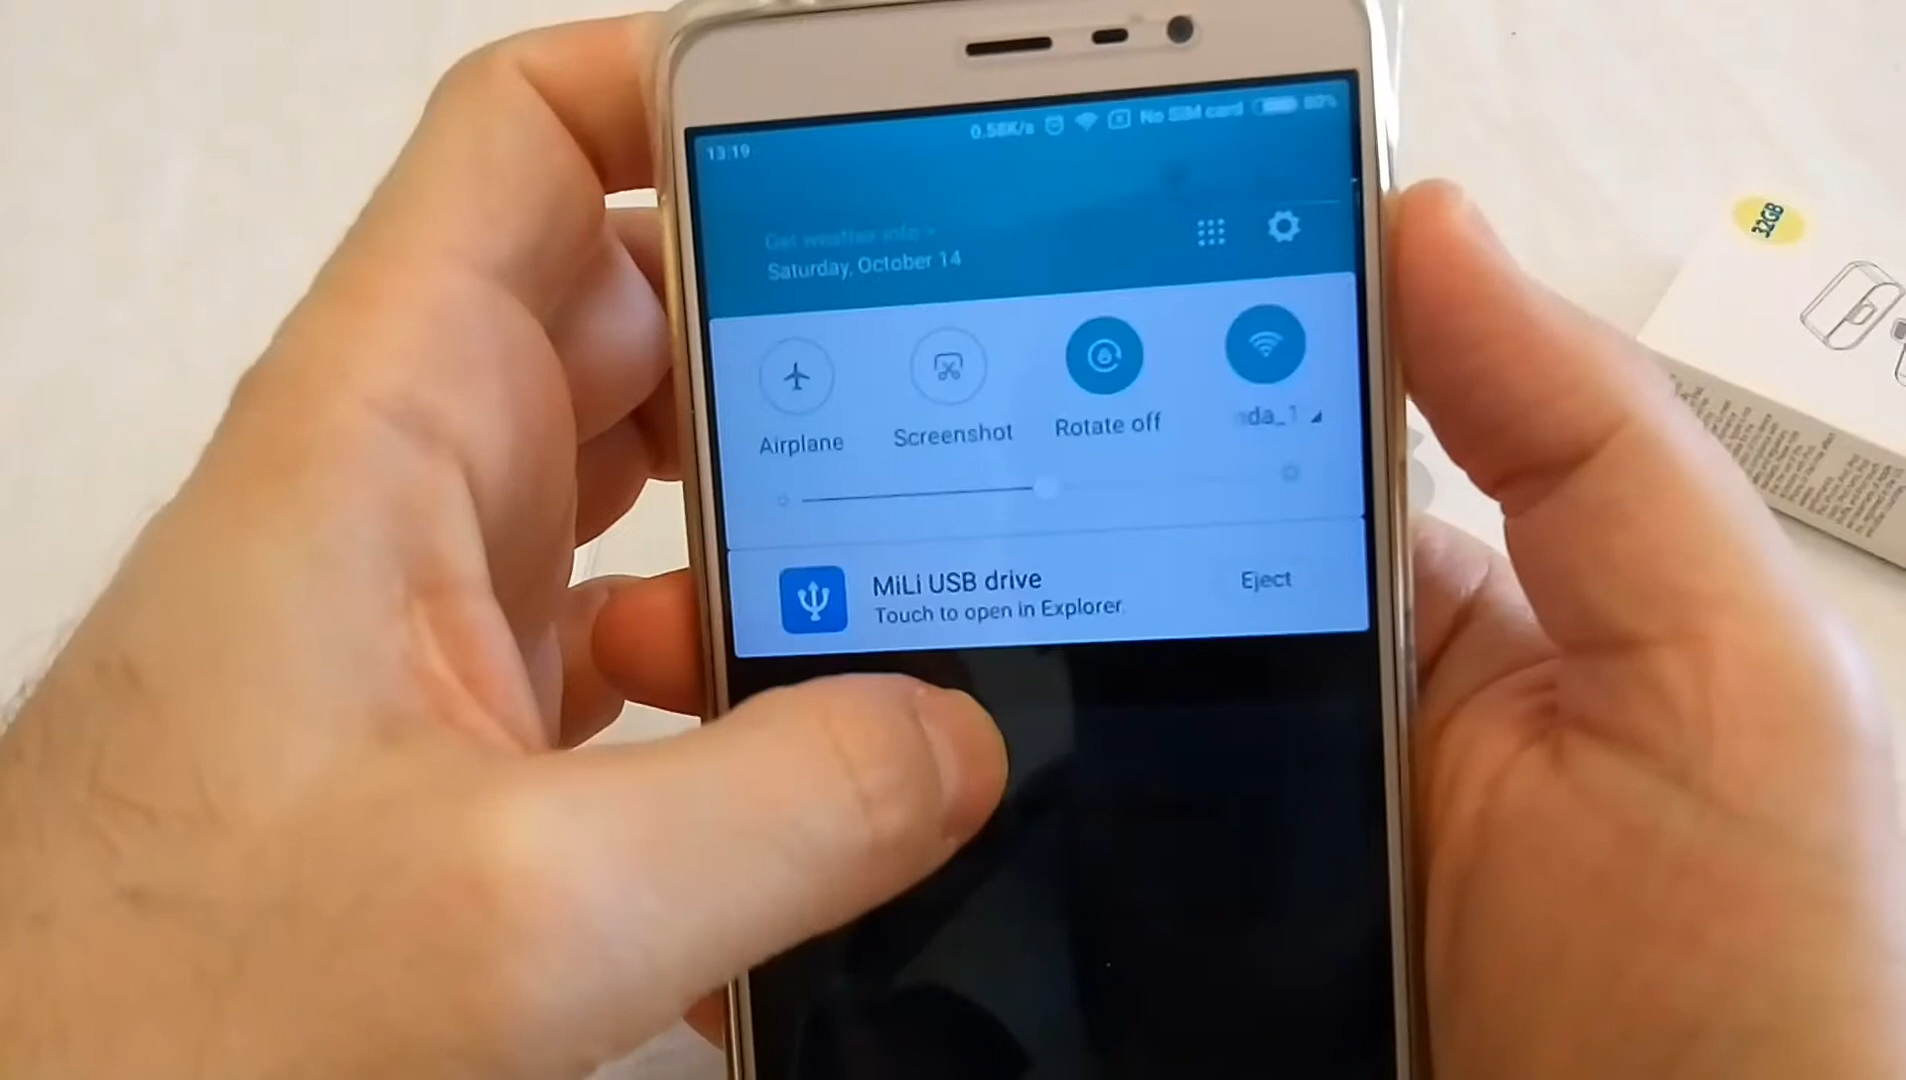 0.58K/s No SIM card 80%
13:19
Get weather info >
Saturday, October 14
Airplane
Screenshot
Rotate off
nda_1
MiLi USB drive
Touch to open in Explorer.
Eject
32GB